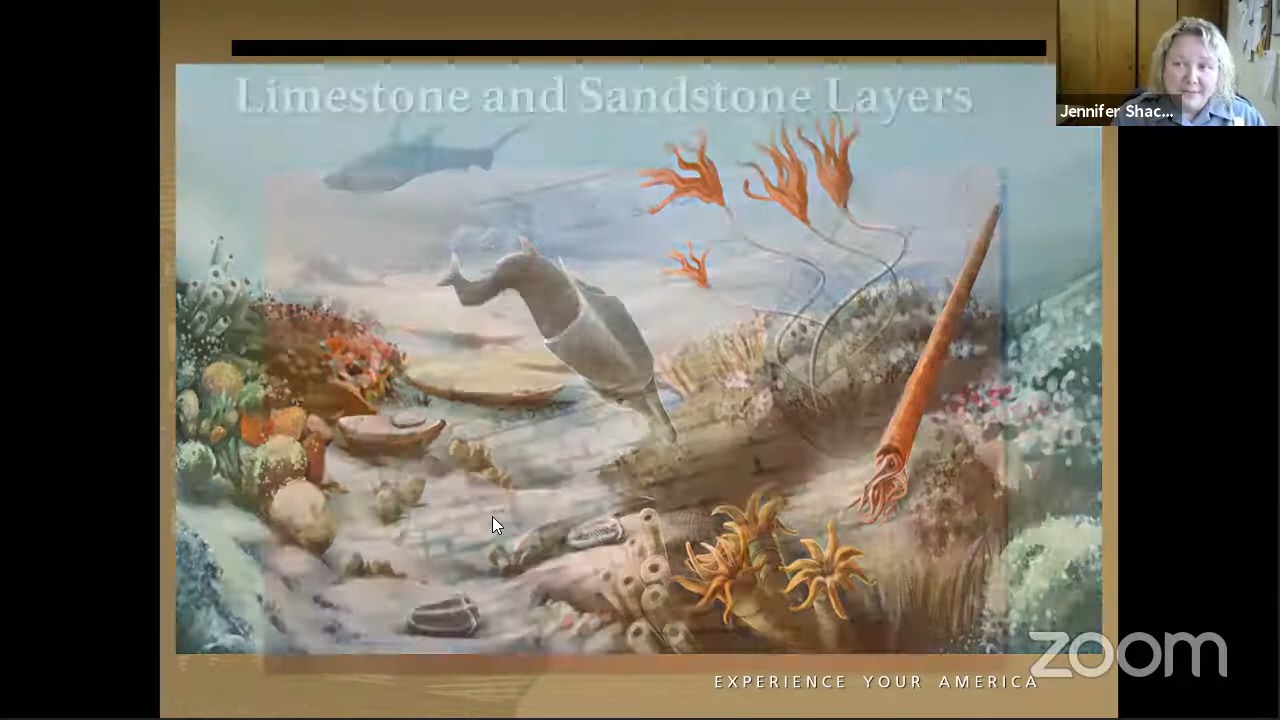 Limestone and Sandstone Layers
Jennifer Shac...
zoom
EXPERIENCE YOUR AMERICA